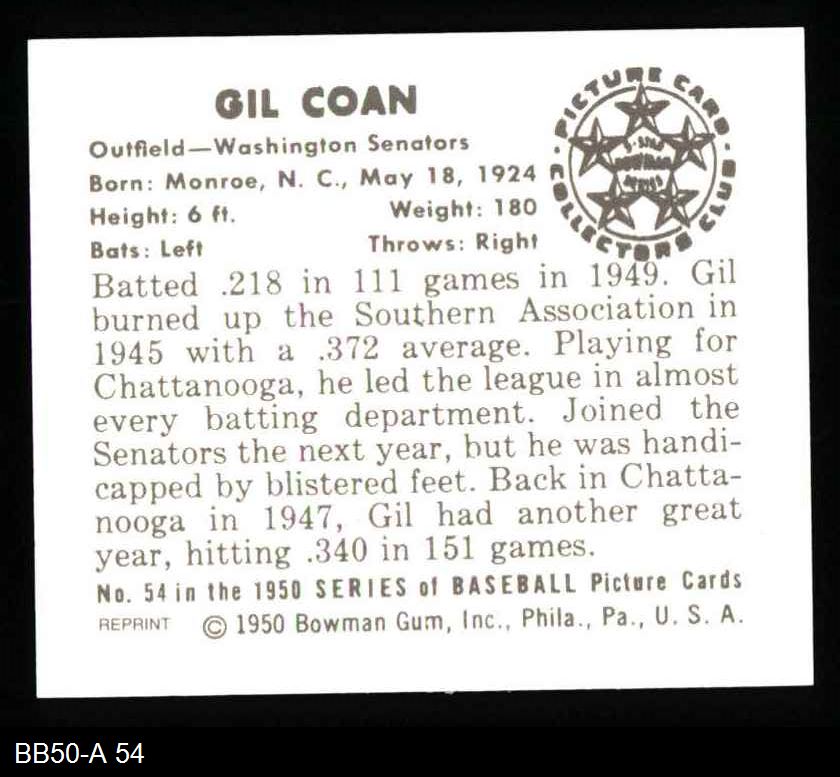 GIL COAN
PICTURE CARD COLLECTORS CLUB
5-STAR
BOWMAN
Outfield—Washington Senators
Born: Monroe, N. C., May 18, 1924
Height: 6 ft. Weight: 180
Bats: Left Throws: Right
Batted .218 in 111 games in 1949. Gil
burned up the Southern Association in
1945 with a .372 average. Playing for
Chattanooga, he led the league in almost
every batting department. Joined the
Senators the next year, but he was handi-
capped by blistered feet. Back in Chatta-
nooga in 1947, Gil had another great
year, hitting .340 in 151 games.
No. 54 in the 1950 SERIES of BASEBALL Picture Cards
REPRINT © 1950 Bowman Gum, Inc., Phila., Pa., U. S. A.
BB50-A 54